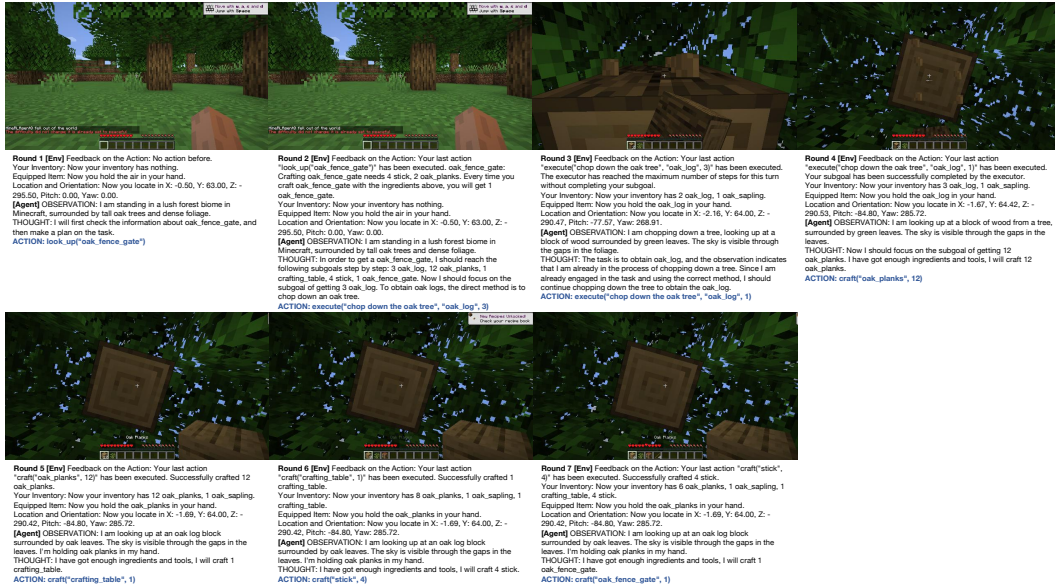 Move with w, a, s and d
Jump with Space
Move with w, a, s and d
Jump with Space
Round 1 [Env] Feedback on the Action: No action before.
Your Inventory: Now your inventory has nothing.
Equipped Item: Now you hold the air in your hand.
Location and Orientation: Now you locate in X: -0.50, Y: 63.00, Z: -
295.50, Pitch: 0.00, Yaw: 0.00.
[Agent] OBSERVATION: I am standing in a lush forest biome in
Minecraft, surrounded by tall oak trees and dense foliage.
THOUGHT: I will first check the information about oak_fence_gate, and
then make a plan on the task.
ACTION: look_up("oak_fence_gate")
Round 2 [Env] Feedback on the Action: Your last action
"look_up("oak_fence_gate")" has been executed. oak_fence_gate:
Crafting oak_fence_gate needs 4 stick, 2 oak_planks. Every time you
craft oak_fence_gate with the ingredients above, you will get 1
oak_fence_gate.
Your Inventory: Now your inventory has nothing.
Equipped Item: Now you hold the air in your hand.
Location and Orientation: Now you locate in X: -0.50, Y: 63.00, Z: -
295.50, Pitch: 0.00, Yaw: 0.00.
[Agent] OBSERVATION: I am standing in a lush forest biome in
Minecraft, surrounded by tall oak trees and dense foliage.
THOUGHT: In order to get a oak_fence_gate, I should reach the
following subgoals step by step: 3 oak_log, 12 oak_planks, 1
crafting_table, 4 stick, 1 oak_fence_gate. Now I should focus on the
subgoal of getting 3 oak_log. To obtain oak logs, the direct method is to
chop down an oak tree.
ACTION: execute("chop down the oak tree", "oak_log", 3)
Round 3 [Env] Feedback on the Action: Your last action
"execute("chop down the oak tree", "oak_log", 3)" has been executed.
The executor has reached the maximum number of steps for this turn
without completing your subgoal.
Your Inventory: Now your inventory has 2 oak_log, 1 oak_sapling.
Equipped Item: Now you hold the oak_log in your hand.
Location and Orientation: Now you locate in X: -2.16, Y: 64.00, Z: -
290.47, Pitch: -77.57, Yaw: 268.91.
[Agent] OBSERVATION: I am chopping down a tree, looking up at a
block of wood surrounded by green leaves. The sky is visible through
the gaps in the foliage.
THOUGHT: The task is to obtain oak_log, and the observation indicates
that I am already in the process of chopping down a tree. Since I am
already engaged in the task and using the correct method, I should
continue chopping down the tree to obtain the oak_log.
ACTION: execute("chop down the oak tree", "oak_log", 1)
Round 4 [Env] Feedback on the Action: Your last action
"execute("chop down the oak tree", "oak_log", 1)" has been executed.
Your subgoal has been successfully completed by the executor.
Your Inventory: Now your inventory has 3 oak_log, 1 oak_sapling.
Equipped Item: Now you hold the oak_log in your hand.
Location and Orientation: Now you locate in X: -1.67, Y: 64.42, Z: -
290.53, Pitch: -84.80, Yaw: 285.72.
[Agent] OBSERVATION: I am looking up at a block of wood from a tree,
surrounded by green leaves. The sky is visible through the gaps in the
leaves.
THOUGHT: Now I should focus on the subgoal of getting 12
oak_planks. I have got enough ingredients and tools, I will craft 12
oak_planks.
ACTION: craft("oak_planks", 12)
Oak Planks
New Recipes Unlocked!
Check your recipe book
Oak Planks
Round 5 [Env] Feedback on the Action: Your last action
"craft("oak_planks", 12)" has been executed. Successfully crafted 12
oak_planks.
Your Inventory: Now your inventory has 12 oak_planks, 1 oak_sapling.
Equipped Item: Now you hold the oak_planks in your hand.
Location and Orientation: Now you locate in X: -1.69, Y: 64.00, Z: -
290.42, Pitch: -84.80, Yaw: 285.72.
[Agent] OBSERVATION: I am looking up at an oak log block
surrounded by oak leaves. The sky is visible through the gaps in the
leaves. I'm holding oak planks in my hand.
THOUGHT: I have got enough ingredients and tools, I will craft 1
crafting_table.
ACTION: craft("crafting_table", 1)
Round 6 [Env] Feedback on the Action: Your last action
"craft("crafting_table", 1)" has been executed. Successfully crafted 1
crafting_table.
Your Inventory: Now your inventory has 8 oak_planks, 1 oak_sapling, 1
crafting_table.
Equipped Item: Now you hold the oak_planks in your hand.
Location and Orientation: Now you locate in X: -1.69, Y: 64.00, Z: -
290.42, Pitch: -84.80, Yaw: 285.72.
[Agent] OBSERVATION: I am looking up at an oak log block
surrounded by oak leaves. The sky is visible through the gaps in the
leaves. I'm holding oak planks in my hand.
THOUGHT: I have got enough ingredients and tools, I will craft 4 stick.
ACTION: craft("stick", 4)
Round 7 [Env] Feedback on the Action: Your last action "craft("stick",
4)" has been executed. Successfully crafted 4 stick.
Your Inventory: Now your inventory has 6 oak_planks, 1 oak_sapling, 1
crafting_table, 4 stick.
Equipped Item: Now you hold the oak_planks in your hand.
Location and Orientation: Now you locate in X: -1.69, Y: 64.00, Z: -
290.42, Pitch: -84.80, Yaw: 285.72.
[Agent] OBSERVATION: I am looking up at an oak log block
surrounded by oak leaves. The sky is visible through the gaps in the
leaves. I'm holding oak planks in my hand.
THOUGHT: I have got enough ingredients and tools, I will craft 1
oak_fence_gate.
ACTION: craft("oak_fence_gate", 1)